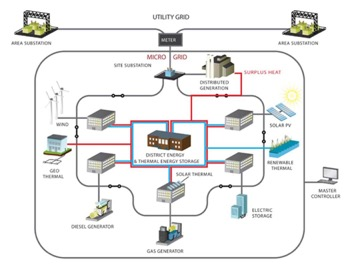 UTILITY GRID
AREA SUBSTATION
METER
AREA SUBSTATION
MICRO GRID
SITE SUBSTATION
SURPLUS HEAT
DISTRIBUTED
GENERATION
WIND
SOLAR PV
DISTRICT ENERGY
& THERMAL ENERGY STORAGE
GEO
THERMAL
RENEWABLE
THERMAL
SOLAR THERMAL
MASTER
CONTROLLER
DIESEL GENERATOR
ELECTRIC
STORAGE
GAS GENERATOR